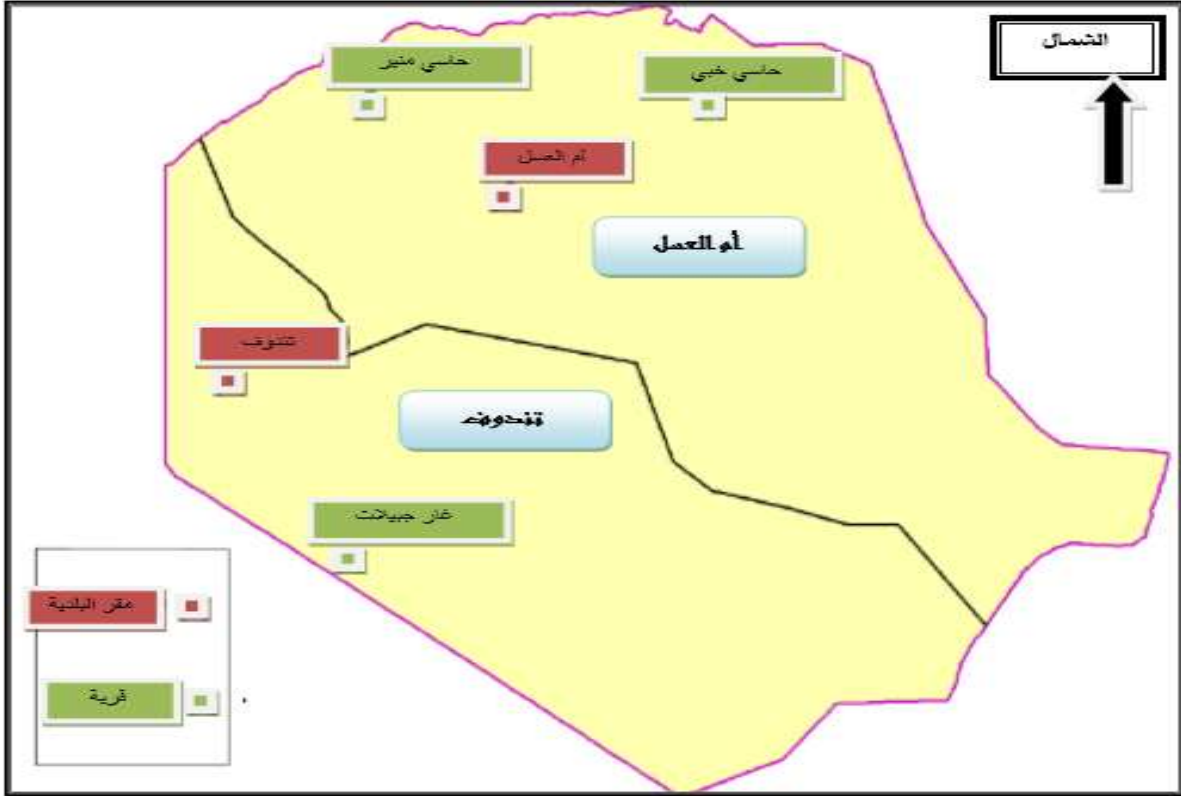 الشمال
حاسي منير
حاسي خبي
أم العسل
أم العسل
تندوف
تندوف
غار جبيلات
مقر البلدية
قرية